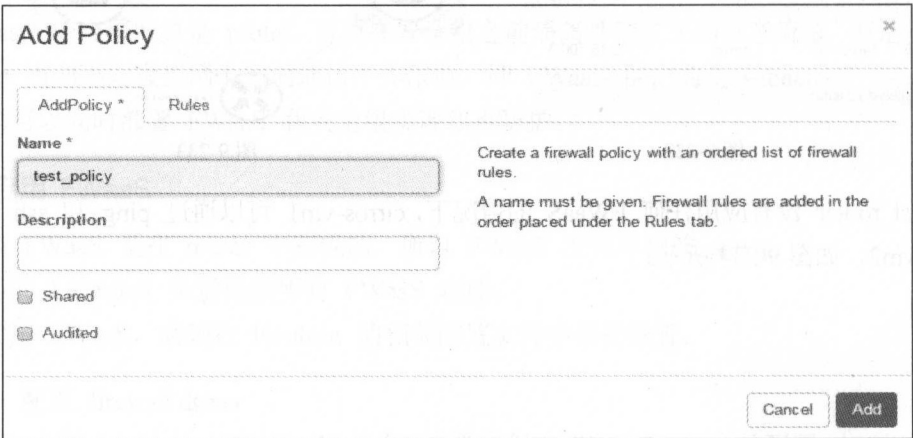 Add Policy
×
AddPolicy *
Rules
Name *
test_policy
Description
Shared
Audited
Create a firewall policy with an ordered list of firewall
rules.
A name must be given. Firewall rules are added in the
order placed under the Rules tab.
Cancel
Add